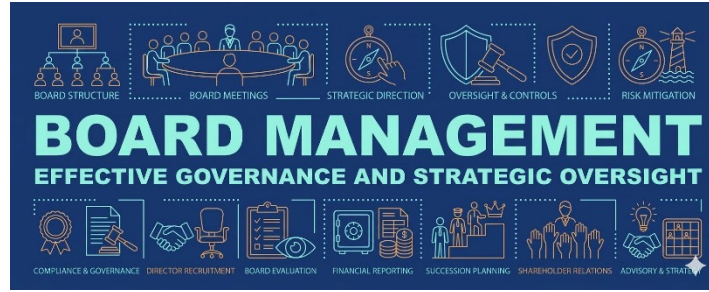 BOARD STRUCTURE
BOARD MEETINGS
STRATEGIC DIRECTION
OVERSIGHT & CONTROLS
RISK MITIGATION
BOARD MANAGEMENT
EFFECTIVE GOVERNANCE AND STRATEGIC OVERSIGHT
COMPLIANCE & GOVERNANCE
DIRECTOR RECRUITMENT
BOARD EVALUATION
FINANCIAL REPORTING
SUCCESSION PLANNING
SHAREHOLDER RELATIONS
ADVISORY &